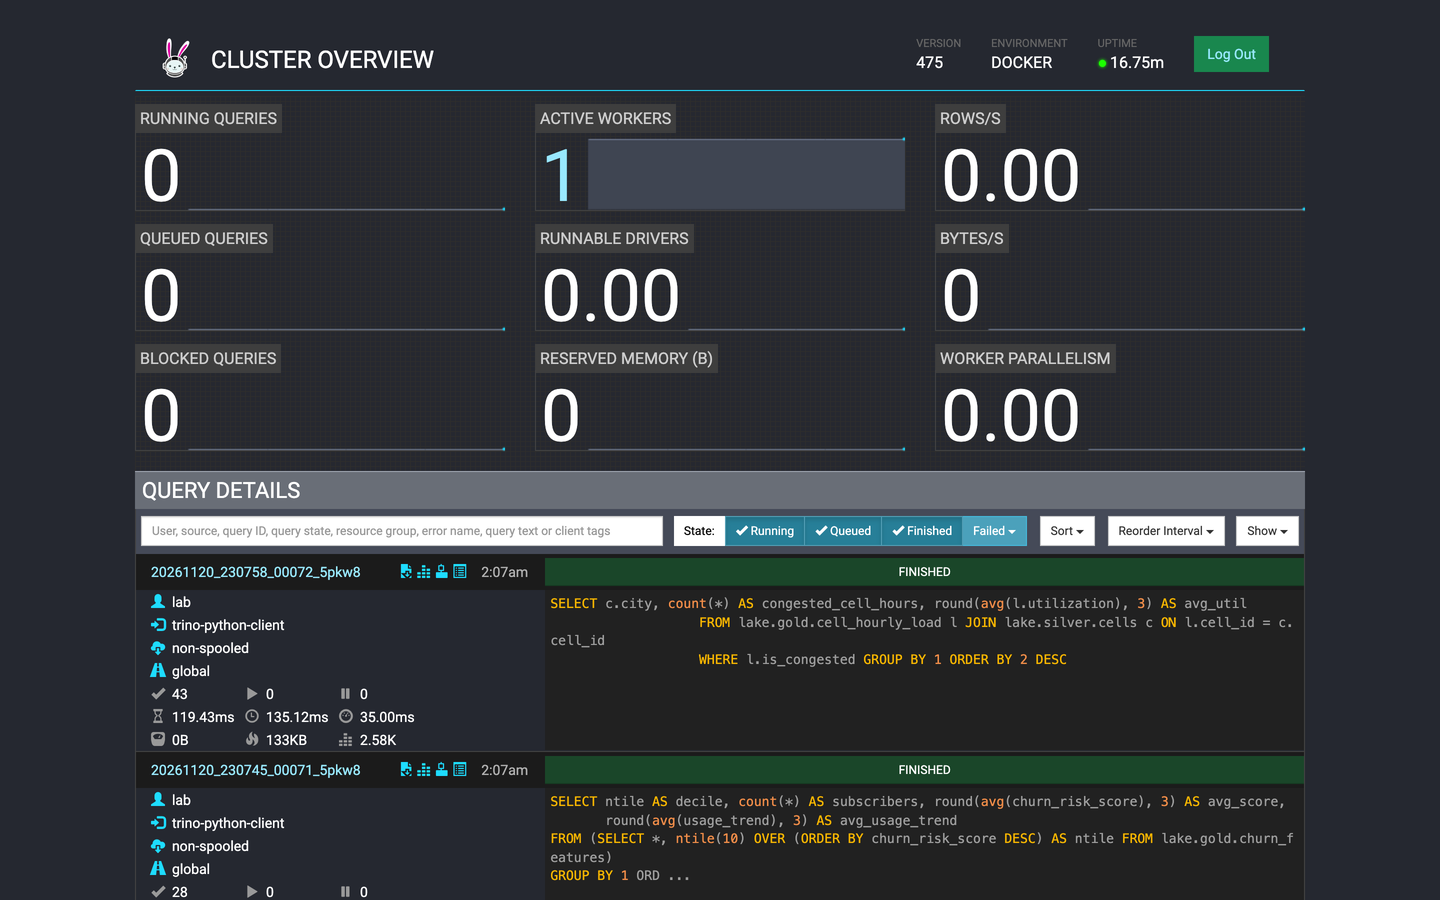 CLUSTER OVERVIEW
VERSION
475
ENVIRONMENT
DOCKER
UPTIME
16.75m
Log Out
RUNNING QUERIES
0
ACTIVE WORKERS
1
ROWS/S
0.00
QUEUED QUERIES
0
RUNNABLE DRIVERS
0.00
BYTES/S
0
BLOCKED QUERIES
0
RESERVED MEMORY (B)
0
WORKER PARALLELISM
0.00
QUERY DETAILS
User, source, query ID, query state, resource group, error name, query text or client tags
State:
Running
Queued
Finished
Failed
Sort
Reorder Interval
Show
20261120_230758_00072_5pkw8
2:07am
FINISHED
lab
trino-python-client
non-spooled
global
43 0 0
119.43ms 135.12ms 35.00ms
0B 133KB 2.58K
SELECT c.city, count(*) AS congested_cell_hours, round(avg(l.utilization), 3) AS avg_util
FROM lake.gold.cell_hourly_load l JOIN lake.silver.cells c ON l.cell_id = c.
cell_id
WHERE l.is_congested GROUP BY 1 ORDER BY 2 DESC
20261120_230745_00071_5pkw8
2:07am
FINISHED
lab
trino-python-client
non-spooled
global
28 0 0
SELECT ntile AS decile, count(*) AS subscribers, round(avg(churn_risk_score), 3) AS avg_score,
round(avg(usage_trend), 3) AS avg_usage_trend
FROM (SELECT *, ntile(10) OVER (ORDER BY churn_risk_score DESC) AS ntile FROM lake.gold.churn_f
eatures)
GROUP BY 1 ORD ...